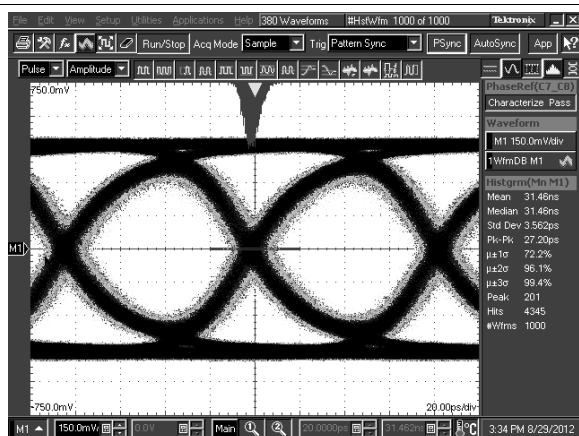 File Edit View Setup Utilities Applications Help 380 Waveforms #HsfWfm 1000 of 1000 Tektronix
Run/Stop Acq Mode Sample Trig Pattern Sync PSync AutoSync App
Pulse Amplitude
750.0mV
PhaseRef(C7_C8)
Characterize Pass
Waveform
M1 150.0mV/div
1WfmDB M1
Histgrm(Mn M1)
Mean 31.46ns
Median 31.46ns
Std Dev 3.562ps
Pk-Pk 27.20ps
µ±1σ 72.2%
µ±2σ 96.1%
µ±3σ 99.4%
Peak 201
Hits 4345
#Wfms 1000
M1
-750.0mV 20.00ps/div
M1 150.0mV 0.0V Main 1 2 20.0000ps 31.462n °C 3:34 PM 8/29/2012